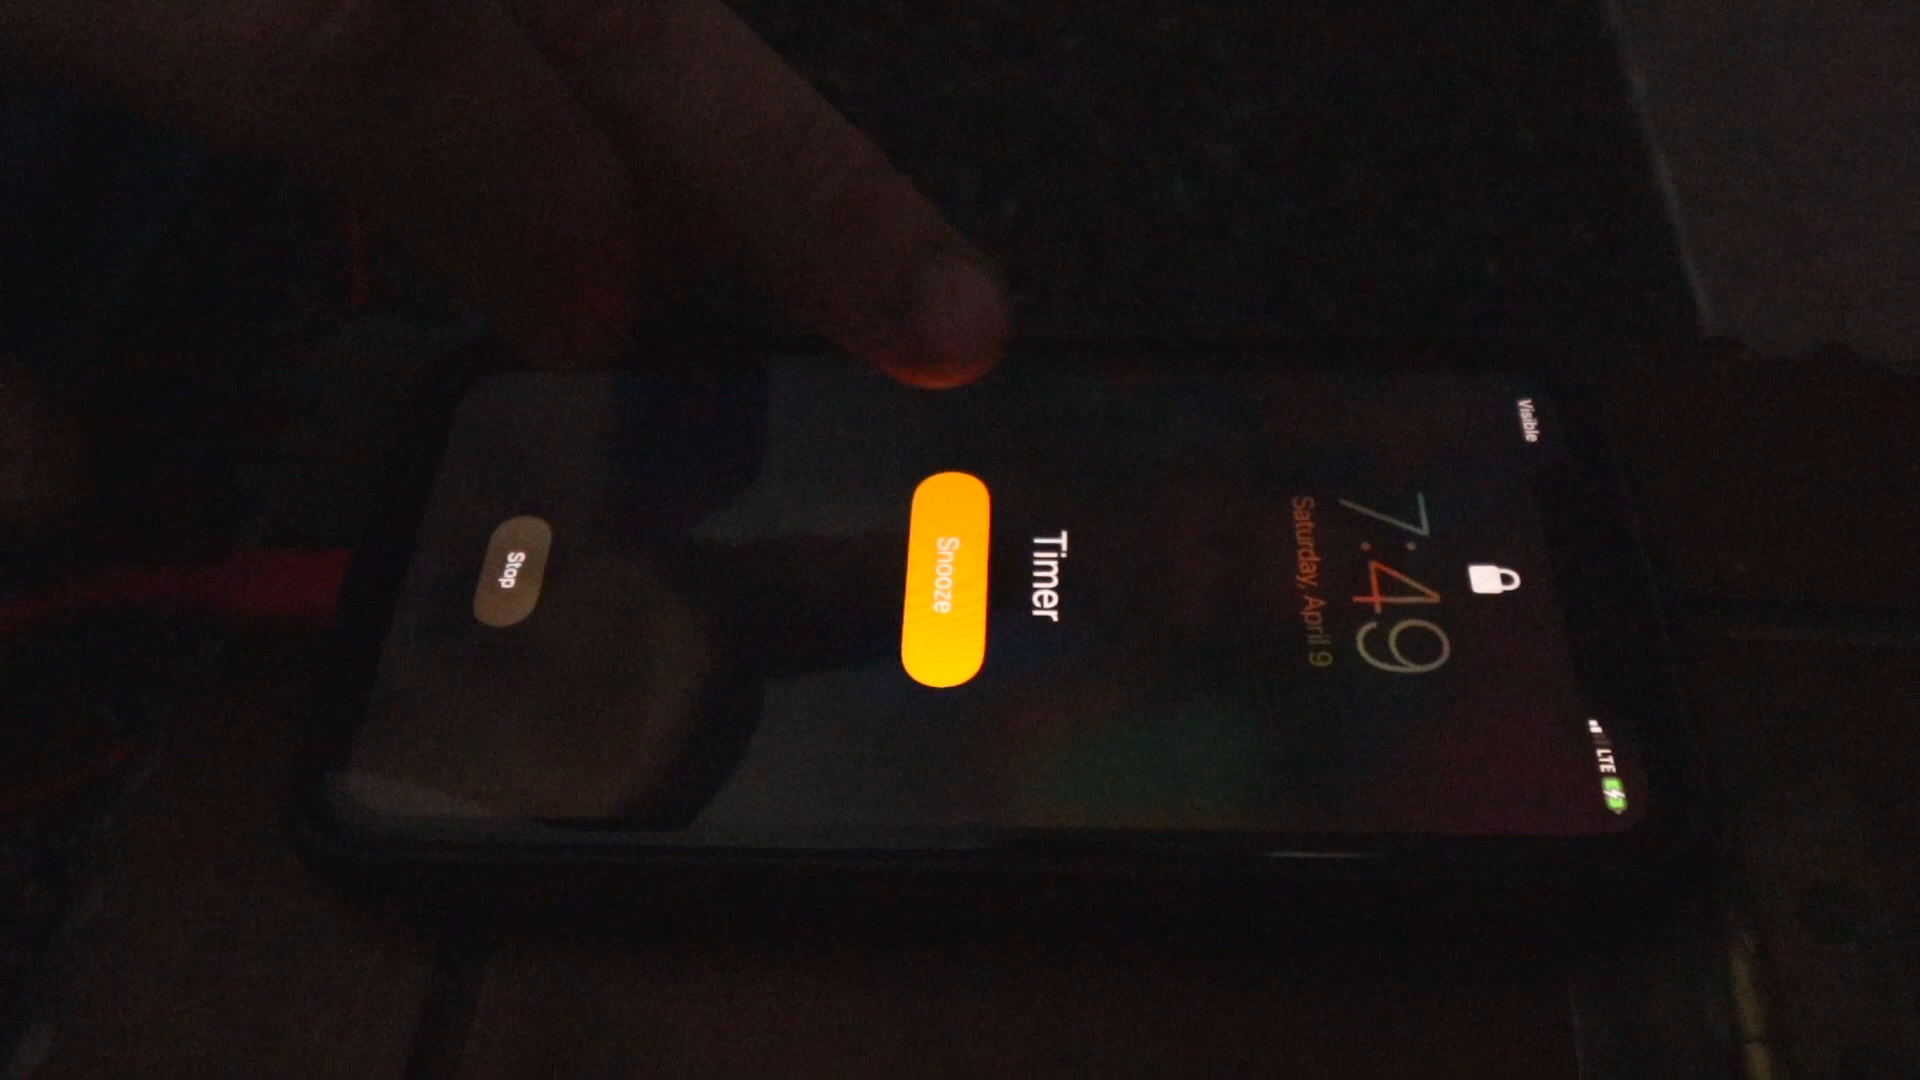 Visible
LTE
7:49
Saturday, April 9
Timer
Snooze
Stop